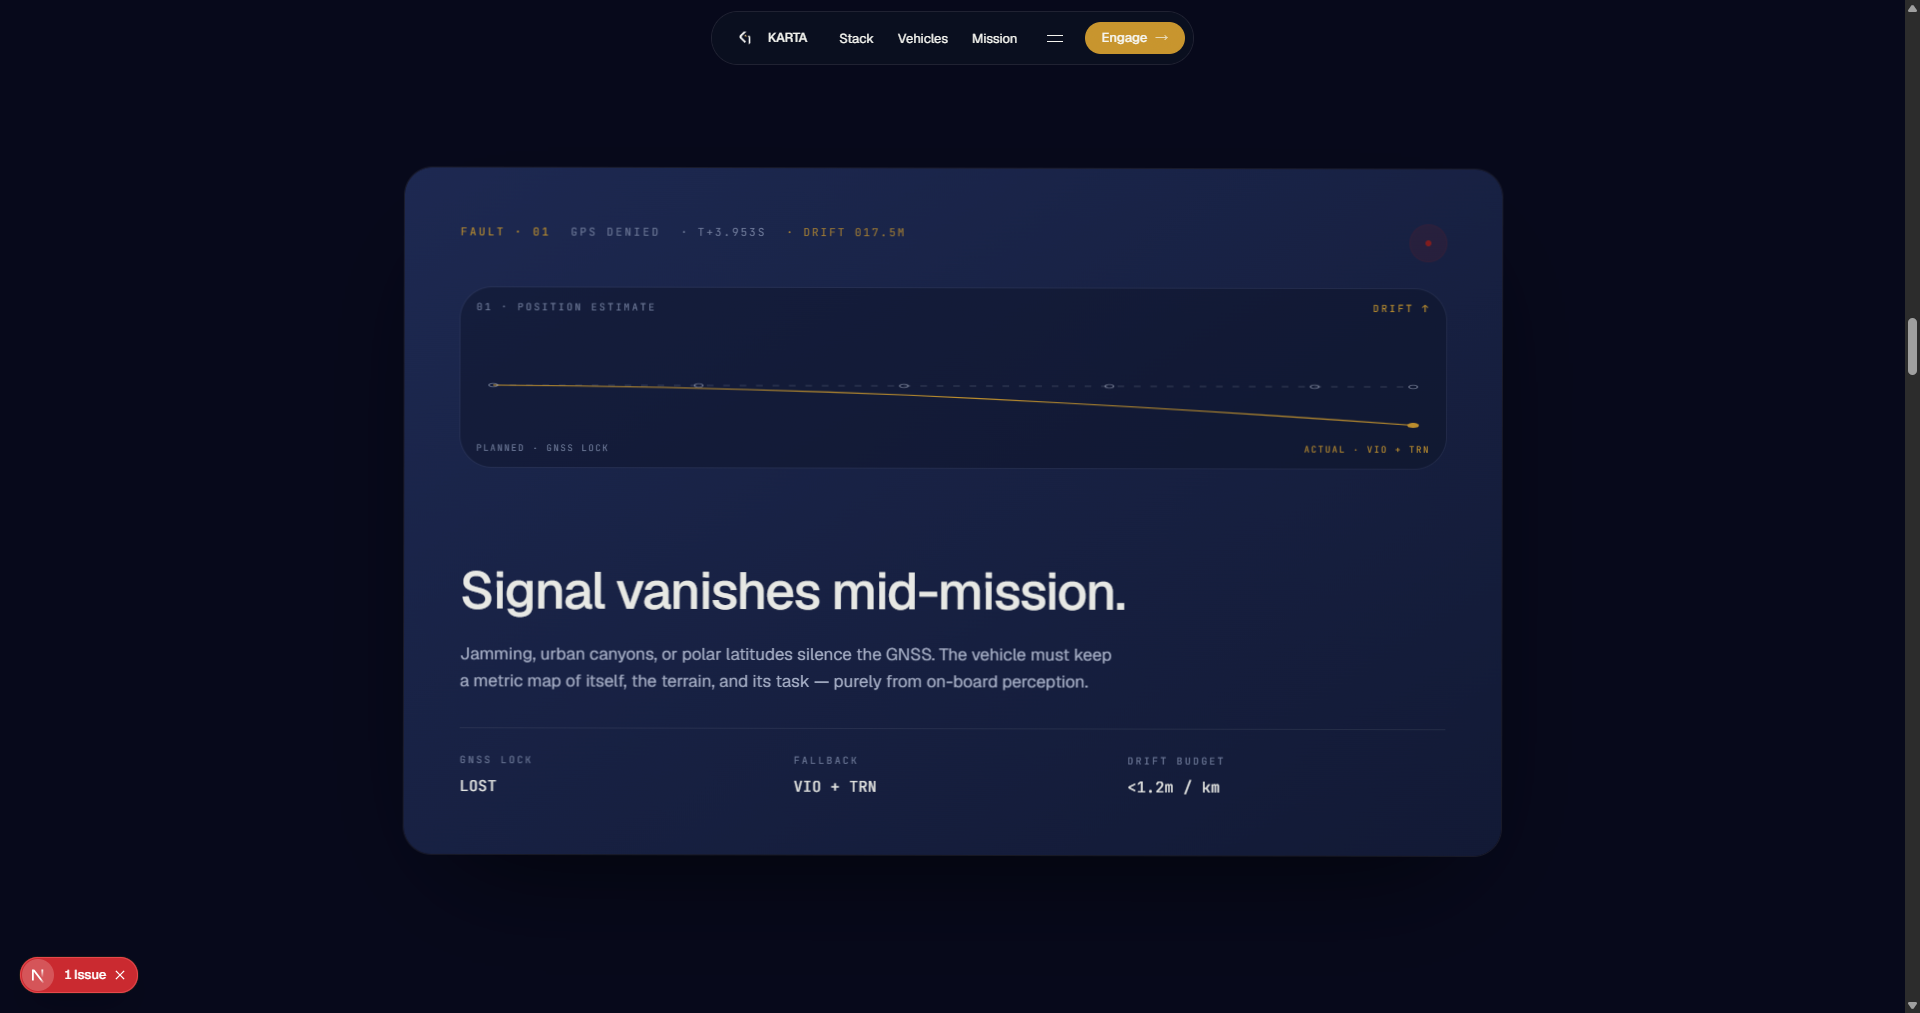 KARTA
Stack
Vehicles
Mission
Engage →
FAULT · 01 GPS DENIED · T+3.953S · DRIFT 017.5M
01 · POSITION ESTIMATE
DRIFT ↑
PLANNED · GNSS LOCK
ACTUAL · VIO + TRN
Signal vanishes mid-mission.
Jamming, urban canyons, or polar latitudes silence the GNSS. The vehicle must keep
a metric map of itself, the terrain, and its task — purely from on-board perception.
GNSS LOCK
LOST
FALLBACK
VIO + TRN
DRIFT BUDGET
<1.2m / km
N
1 Issue